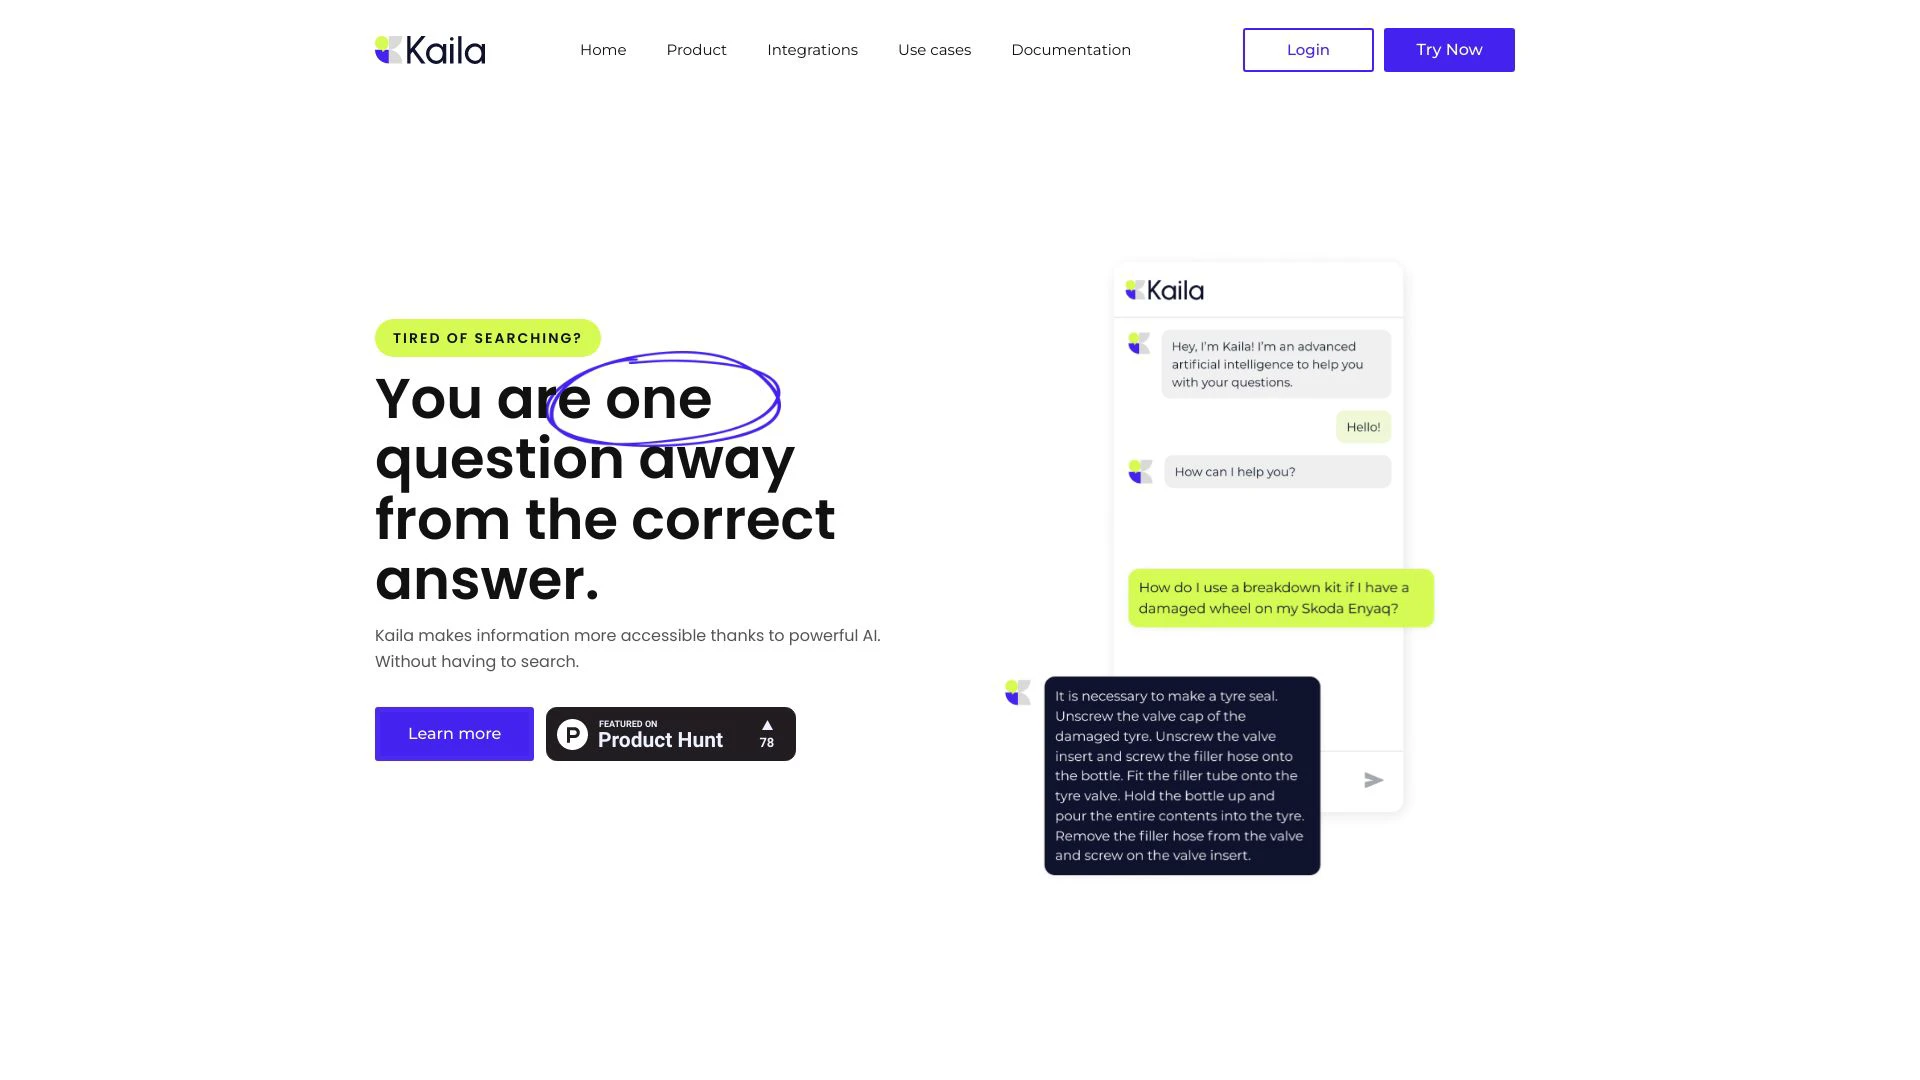 Kaila
Home
Product
Integrations
Use cases
Documentation
Login
Try Now
TIRED OF SEARCHING?
You are one
question away
from the correct
answer.
Kaila makes information more accessible thanks to powerful AI.
Without having to search.
Learn more
P
FEATURED ON
Product Hunt
78
Kaila
Hey, I'm Kaila! I'm an advanced
artificial intelligence to help you
with your questions.
Hello!
How can I help you?
How do I use a breakdown kit if I have a
damaged wheel on my Skoda Enyaq?
It is necessary to make a tyre seal.
Unscrew the valve cap of the
damaged tyre. Unscrew the valve
insert and screw the filler hose onto
the bottle. Fit the filler tube onto the
tyre valve. Hold the bottle up and
pour the entire contents into the tyre.
Remove the filler hose from the valve
and screw on the valve insert.